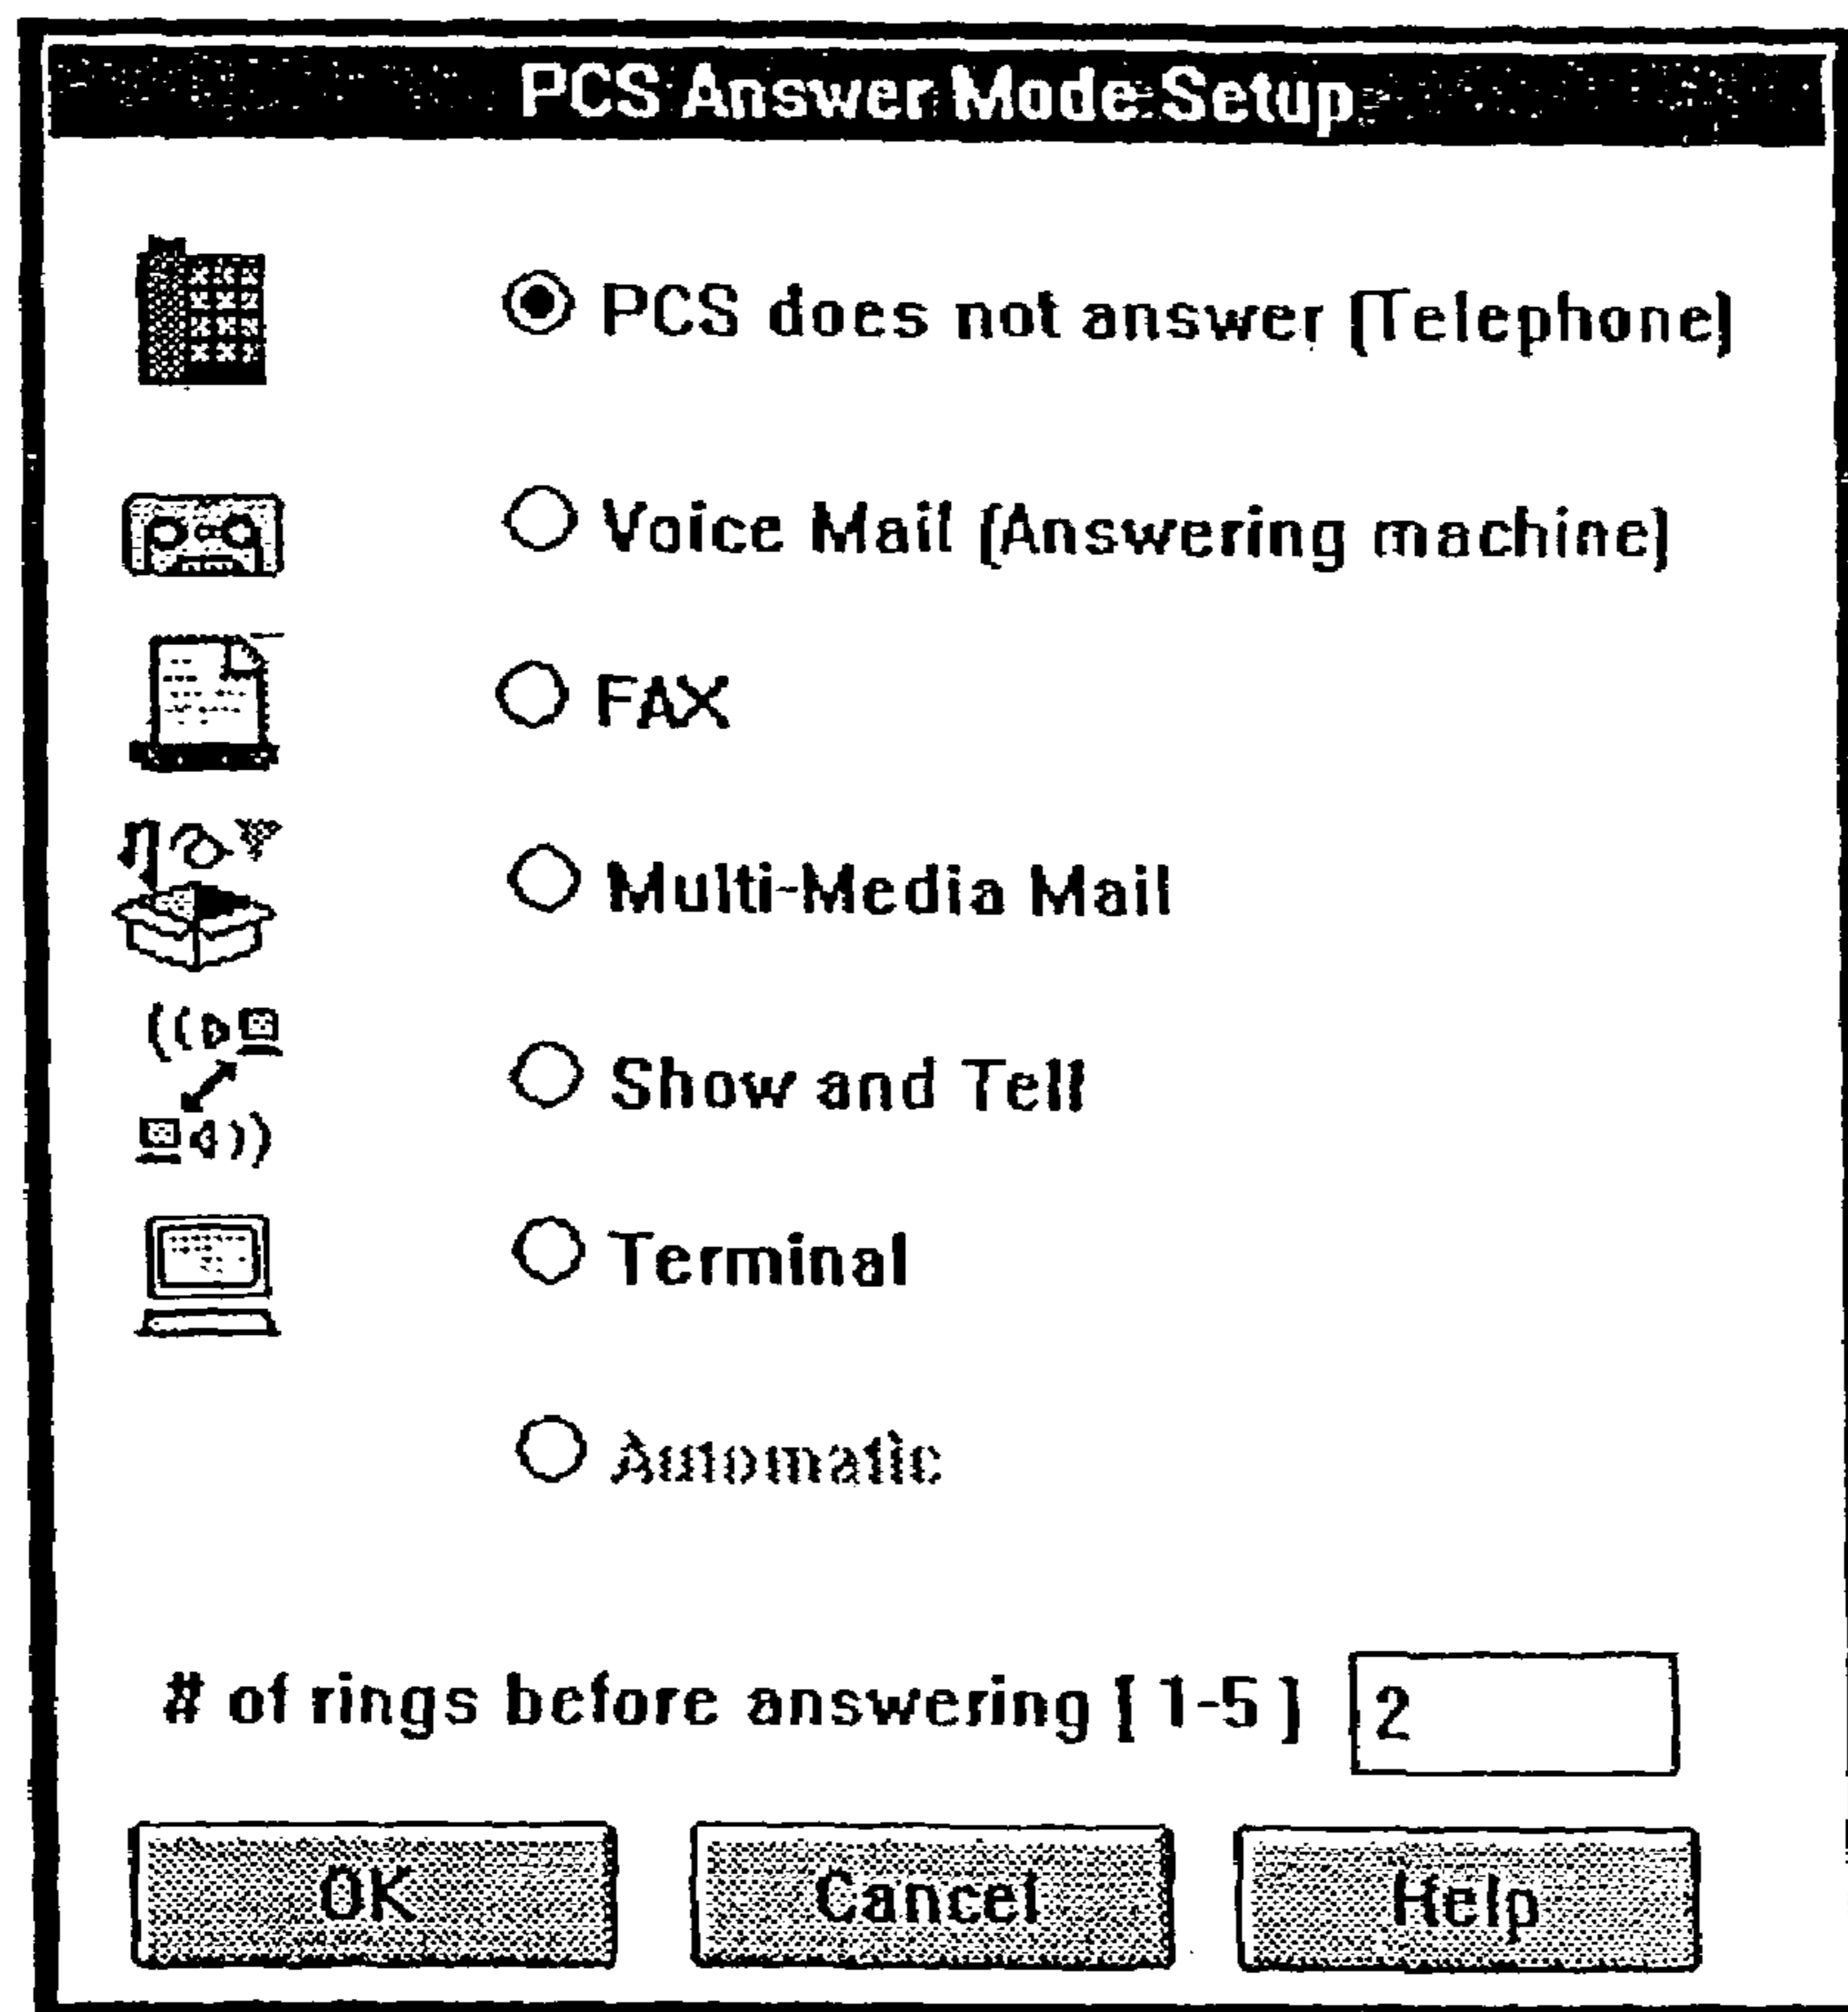 PCS Answer Mode Setup
PCS does not answer (Telephone)
Voice Mail (Answering machine)
FAX
Multi-Media Mail
Show and Tell
Terminal
Automatic
# of rings before answering [ 1-5 ] 2
OK Cancel Help